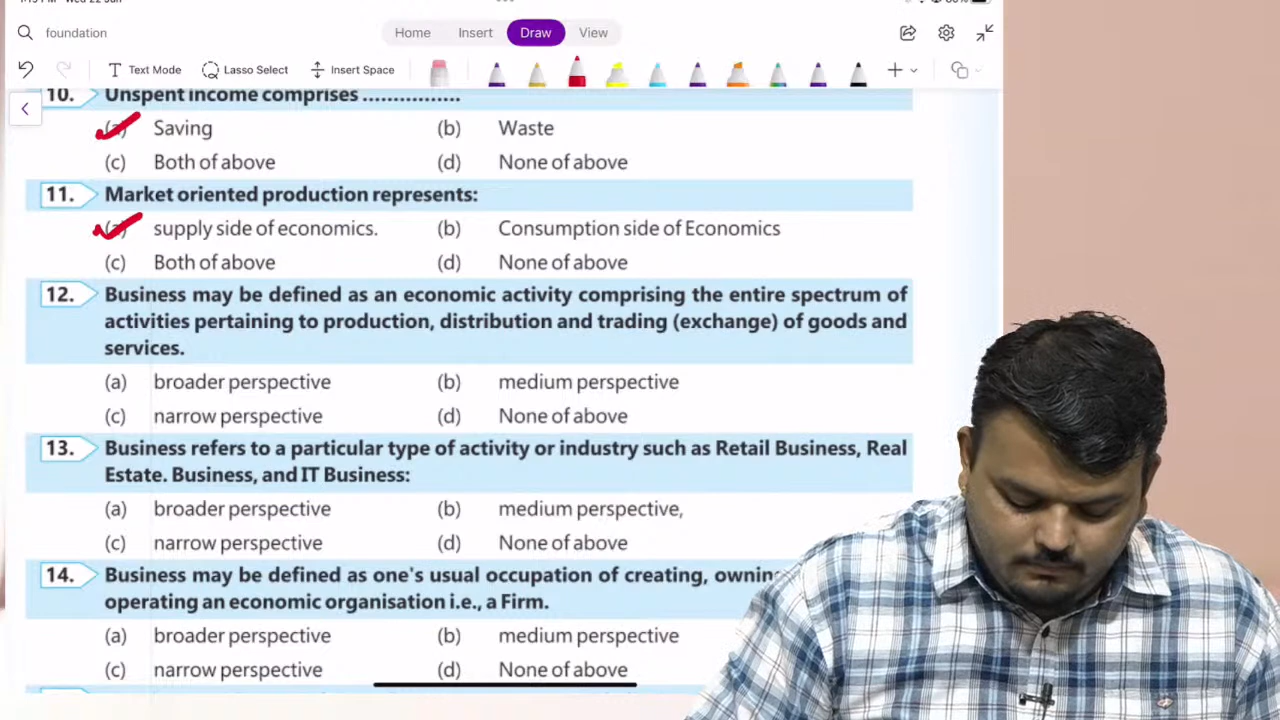 foundation
Home Insert Draw View
Text Mode Lasso Select Insert Space
10. Unspent income comprises ................
(a) Saving (b) Waste
(c) Both of above (d) None of above
11. Market oriented production represents:
(a) supply side of economics. (b) Consumption side of Economics
(c) Both of above (d) None of above
12. Business may be defined as an economic activity comprising the entire spectrum of
activities pertaining to production, distribution and trading (exchange) of goods and
services.
(a) broader perspective (b) medium perspective
(c) narrow perspective (d) None of above
13. Business refers to a particular type of activity or industry such as Retail Business, Real
Estate. Business, and IT Business:
(a) broader perspective (b) medium perspective,
(c) narrow perspective (d) None of above
14. Business may be defined as one's usual occupation of creating, owning
operating an economic organisation i.e., a Firm.
(a) broader perspective (b) medium perspective
(c) narrow perspective (d) None of above